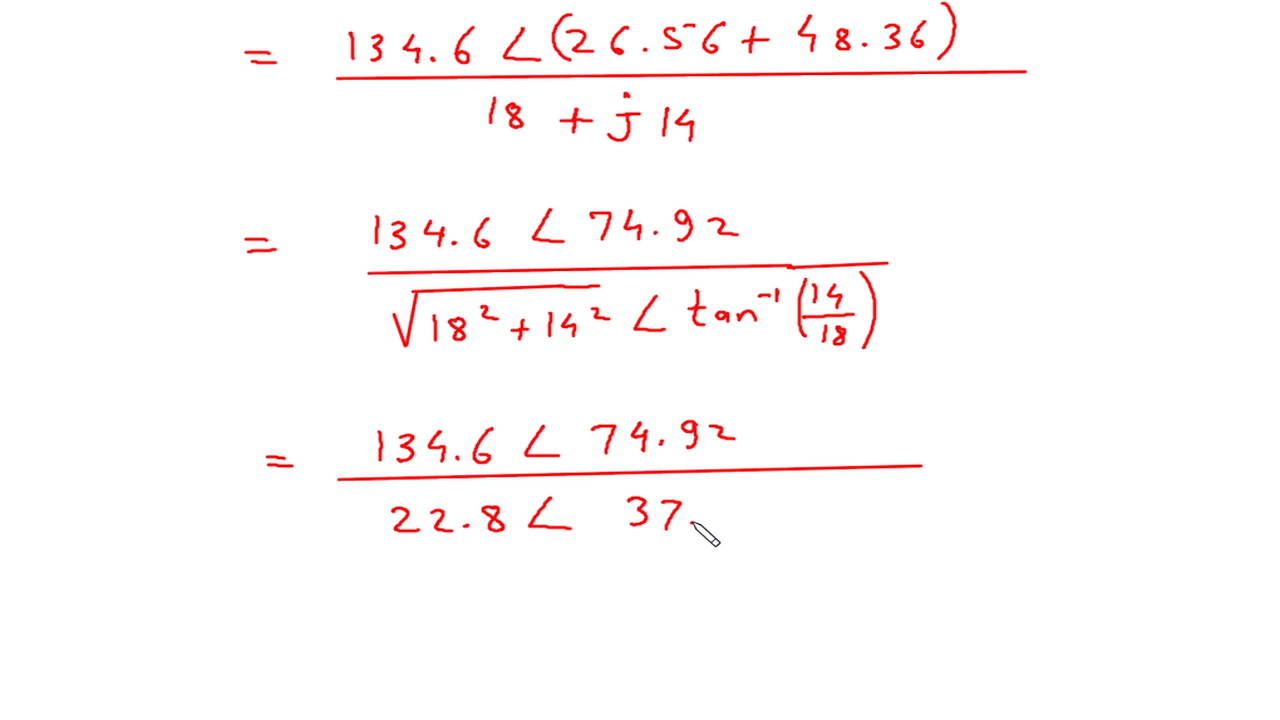 = 134.6 ∠ (26.56 + 48.36)
18 + j 14
= 134.6 ∠ 74.92
√18² + 14² ∠ tan⁻¹ (14/18)
= 134.6 ∠ 74.92
22.8 ∠ 37.